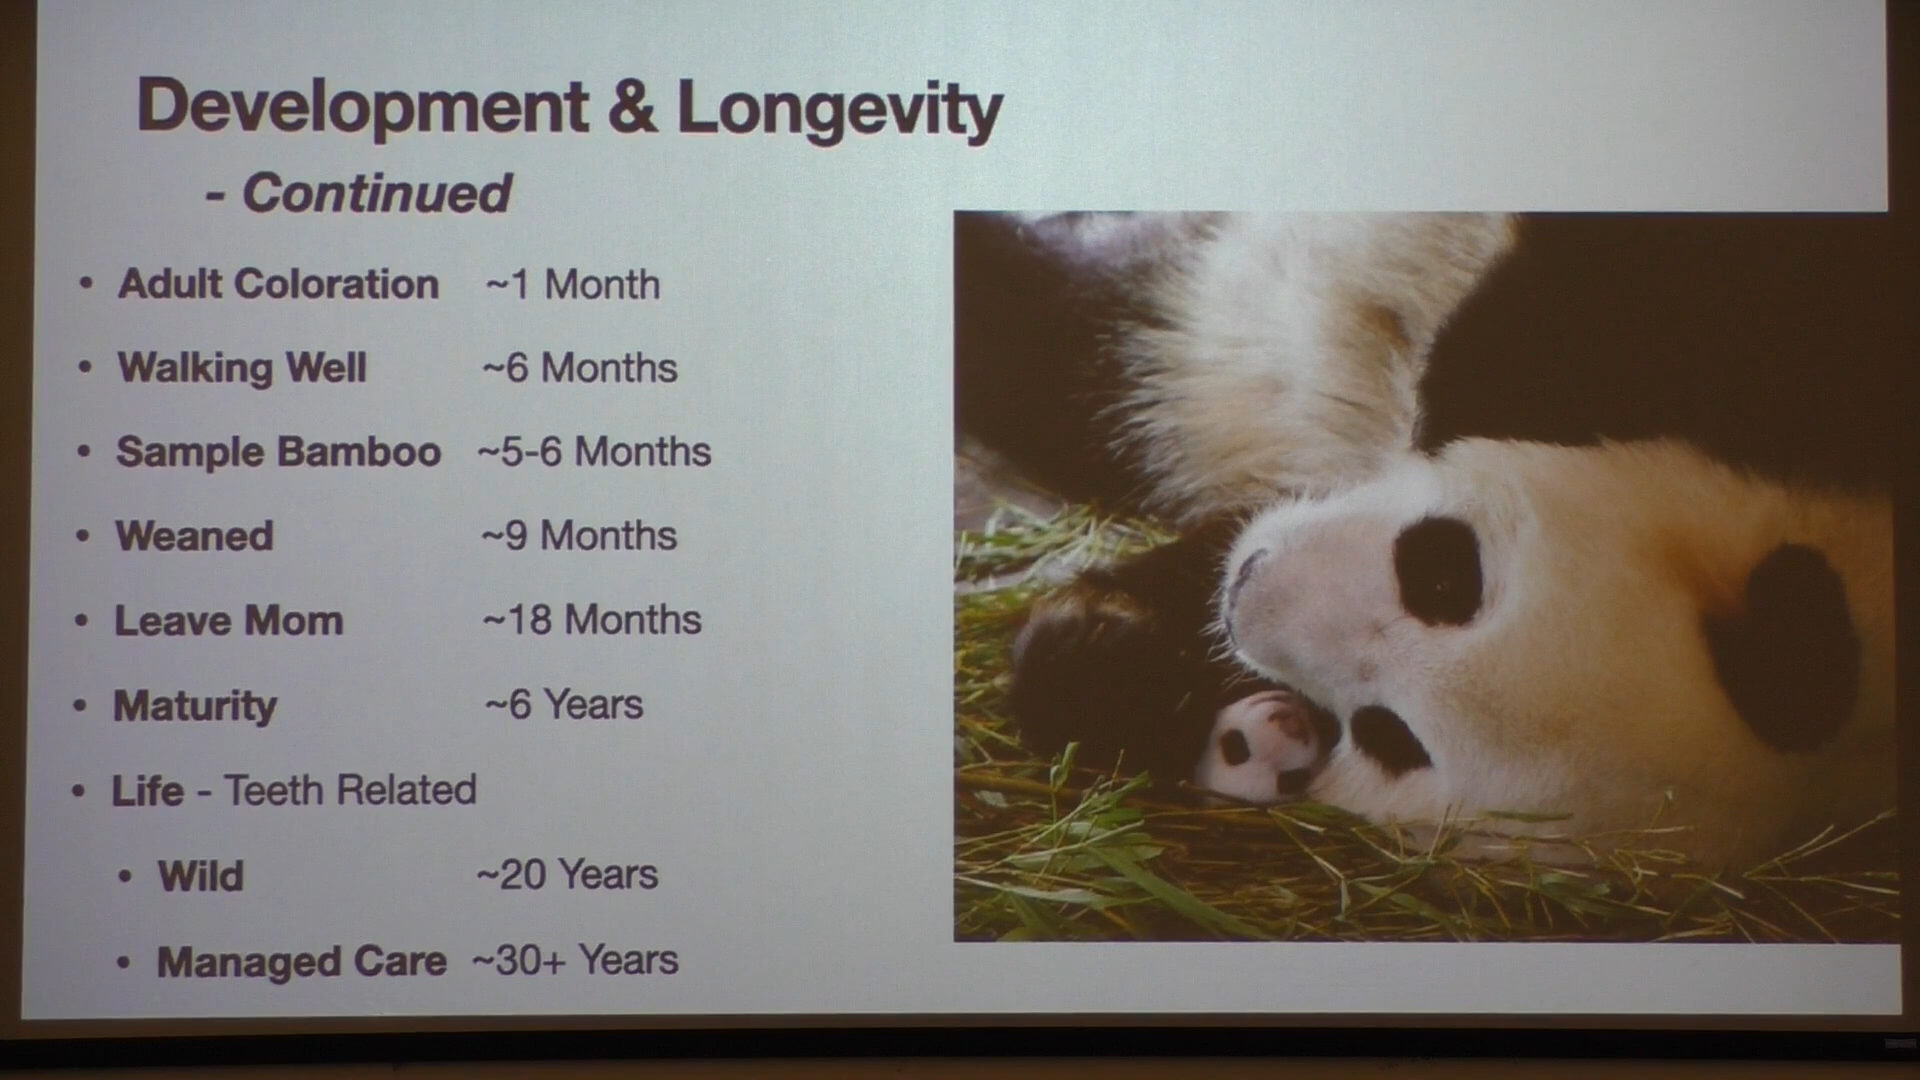 Development & Longevity
- Continued
• Adult Coloration ~1 Month
• Walking Well ~6 Months
• Sample Bamboo ~5-6 Months
• Weaned ~9 Months
• Leave Mom ~18 Months
• Maturity ~6 Years
• Life - Teeth Related
• Wild ~20 Years
• Managed Care ~30+ Years